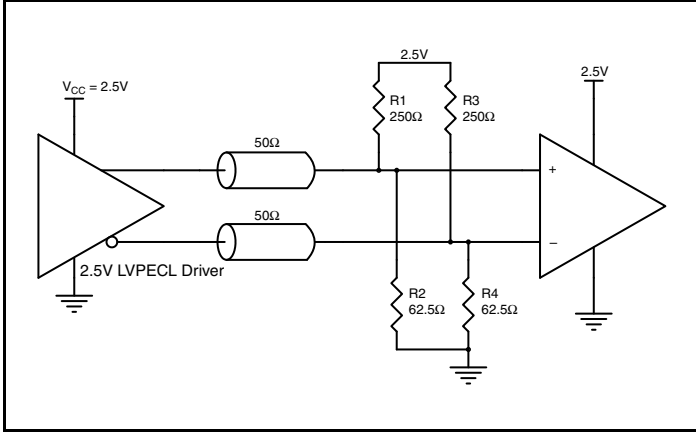 2.5V
V_CC = 2.5V
2.5V
R1
250Ω
R3
250Ω
50Ω
+
50Ω
–
2.5V LVPECL Driver
R2
62.5Ω
R4
62.5Ω